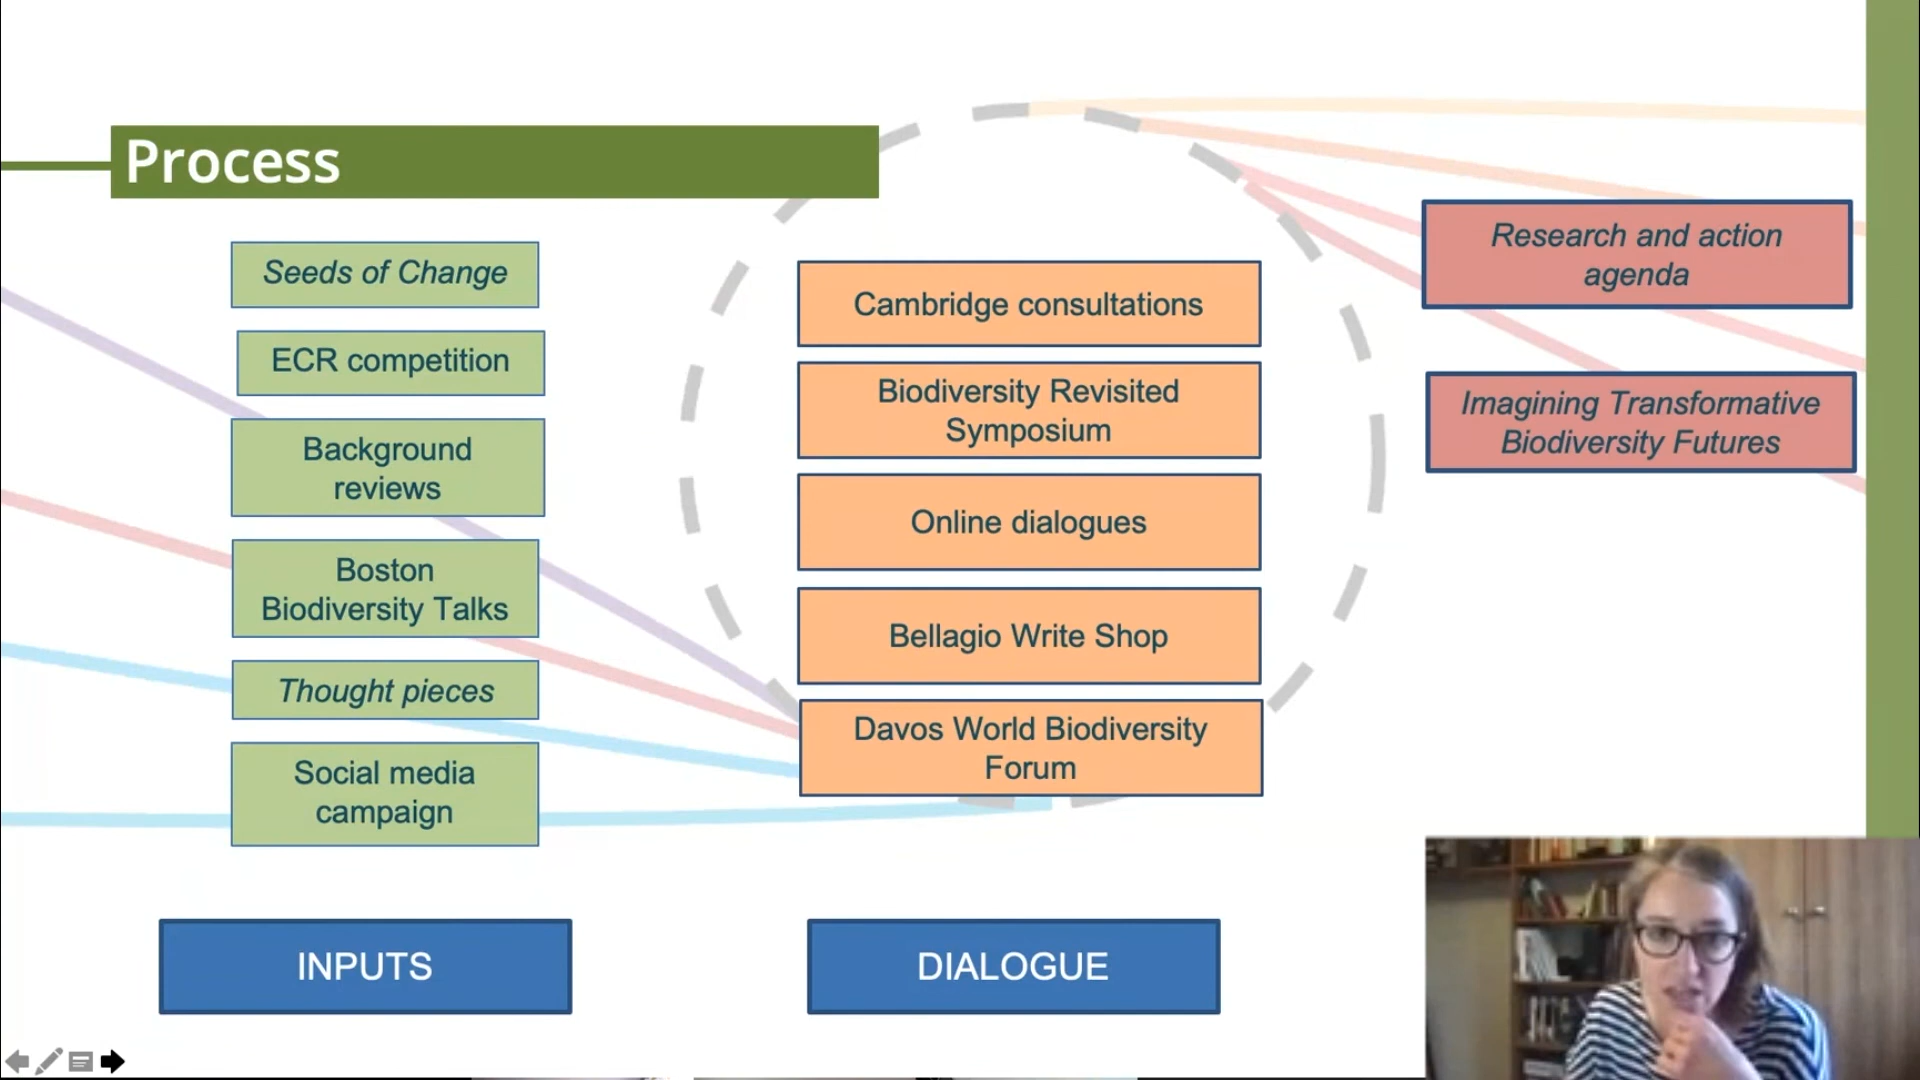 Process
Seeds of Change
ECR competition
Background
reviews
Boston
Biodiversity Talks
Thought pieces
Social media
campaign
INPUTS
Cambridge consultations
Biodiversity Revisited
Symposium
Online dialogues
Bellagio Write Shop
Davos World Biodiversity
Forum
DIALOGUE
Research and action
agenda
Imagining Transformative
Biodiversity Futures